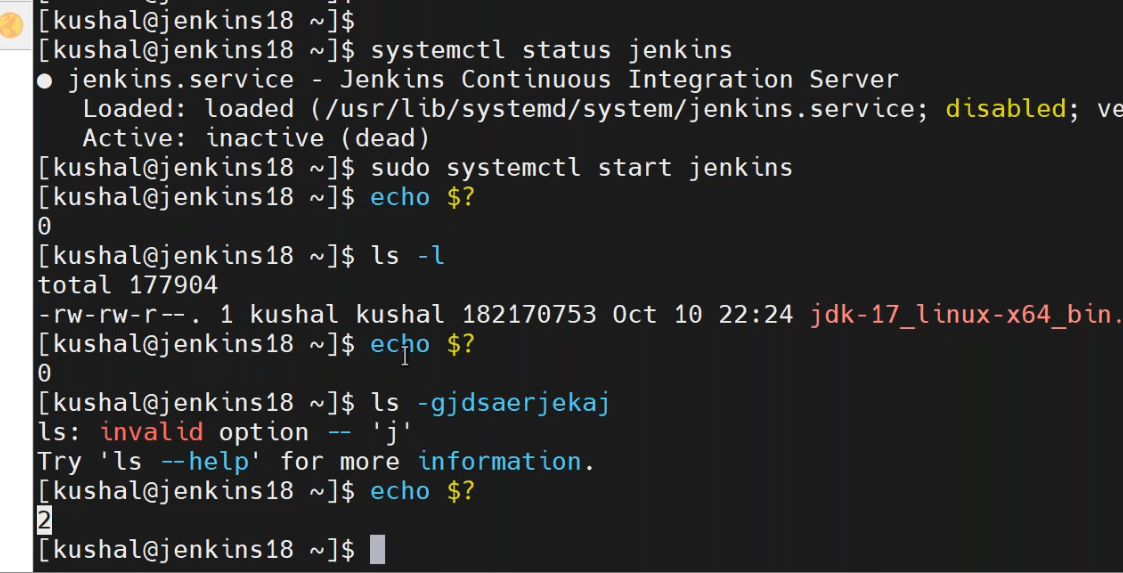 [kushal@jenkins18 ~]$
[kushal@jenkins18 ~]$ systemctl status jenkins
● jenkins.service - Jenkins Continuous Integration Server
   Loaded: loaded (/usr/lib/systemd/system/jenkins.service; disabled; ve
   Active: inactive (dead)
[kushal@jenkins18 ~]$ sudo systemctl start jenkins
[kushal@jenkins18 ~]$ echo $?
0
[kushal@jenkins18 ~]$ ls -l
total 177904
-rw-rw-r--. 1 kushal kushal 182170753 Oct 10 22:24 jdk-17_linux-x64_bin.
[kushal@jenkins18 ~]$ echo $?
0
[kushal@jenkins18 ~]$ ls -gjdsaerjekaj
ls: invalid option -- 'j'
Try 'ls --help' for more information.
[kushal@jenkins18 ~]$ echo $?
2
[kushal@jenkins18 ~]$